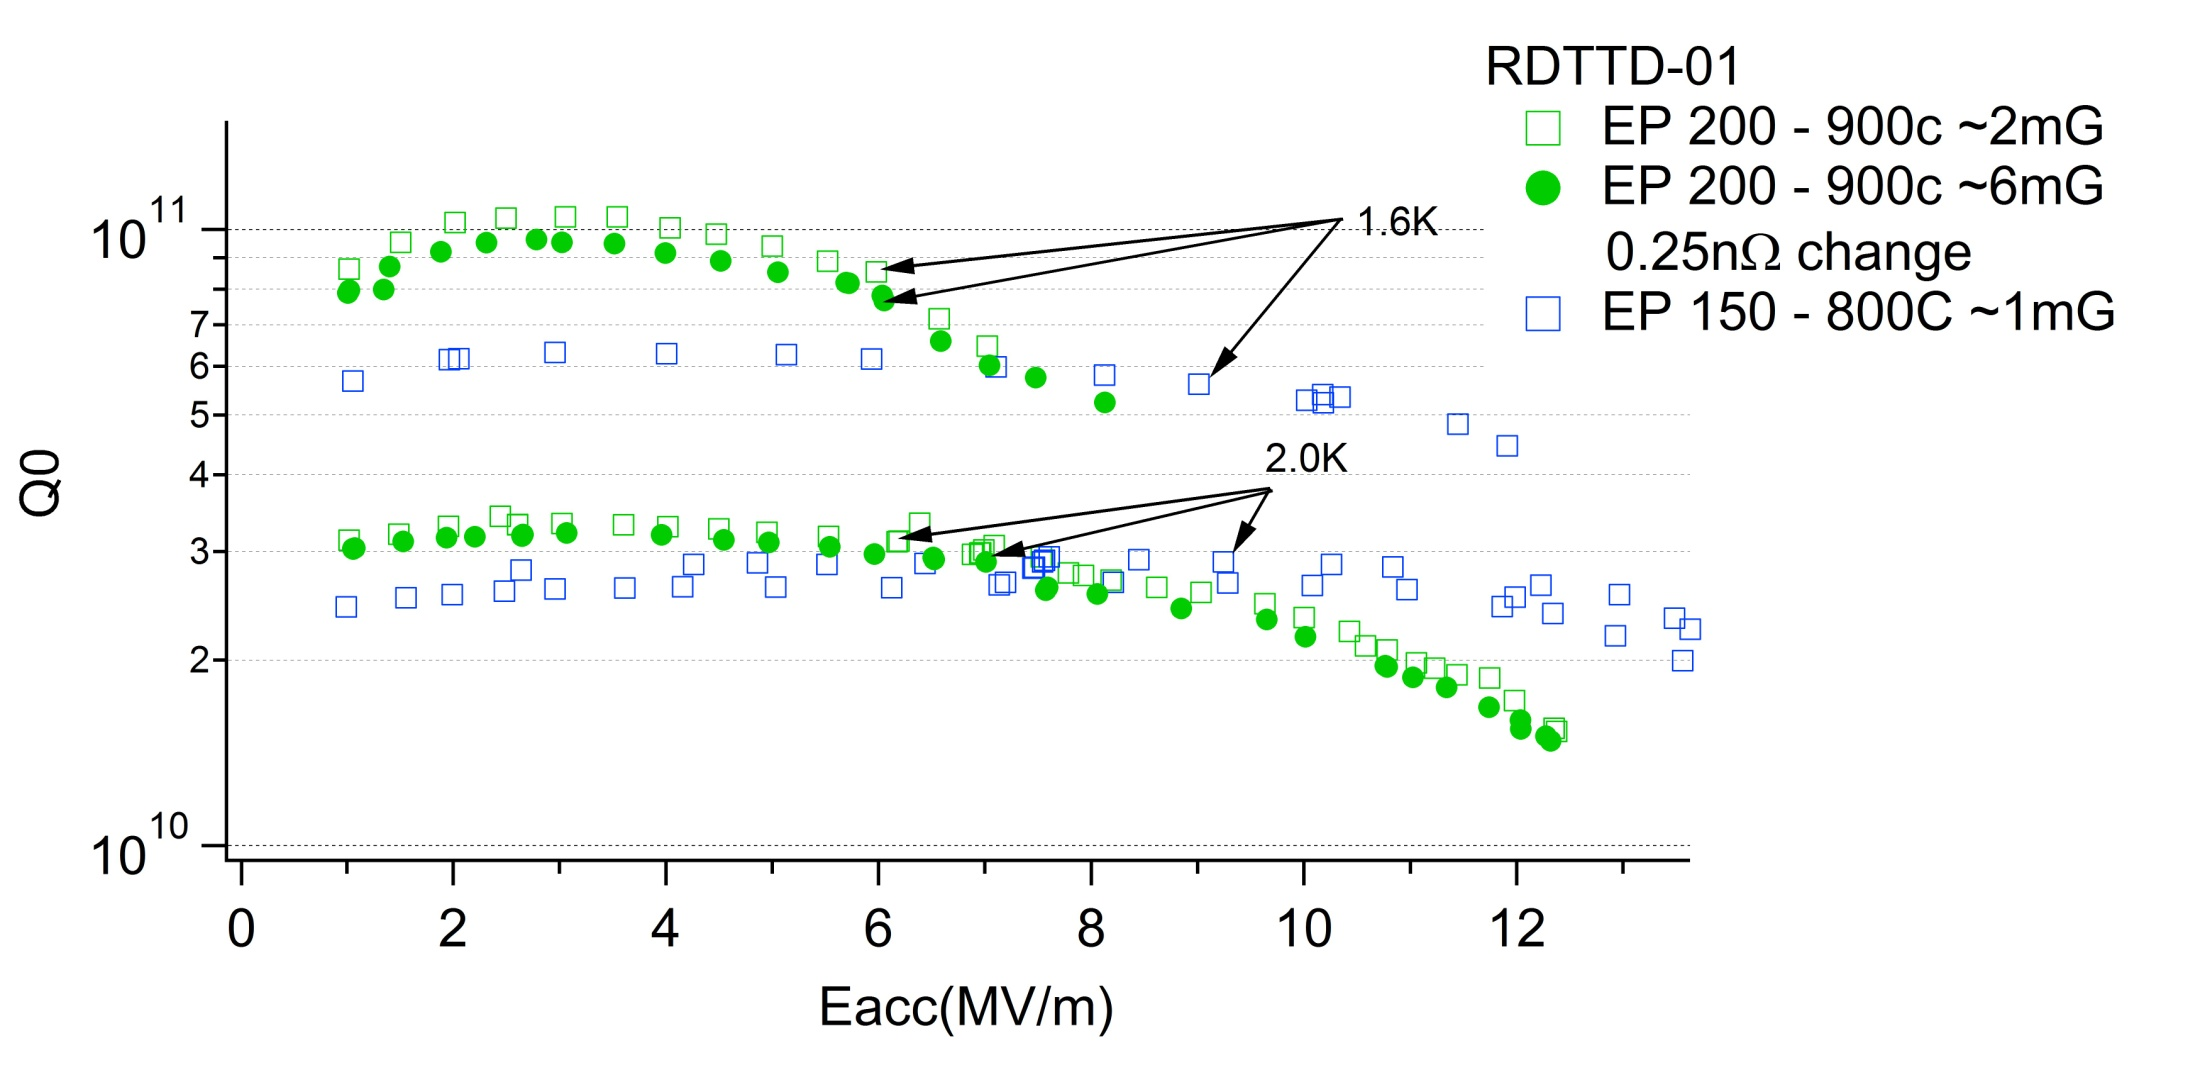 RDTTD-01
EP 200 - 900c ~2mG
EP 200 - 900c ~6mG
0.25nΩ change
EP 150 - 800C ~1mG
1.6K
2.0K
Q0
10^11
7
6
5
4
3
2
10^10
0 2 4 6 8 10 12
Eacc(MV/m)